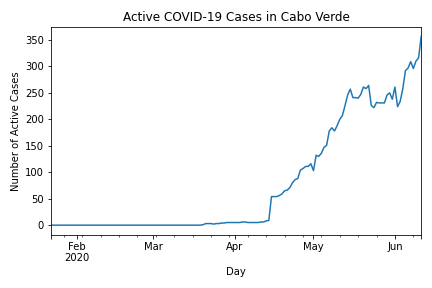 Active COVID-19 Cases in Cabo Verde
Number of Active Cases
350
300
250
200
150
100
50
0
Feb Mar Apr May Jun
2020
Day